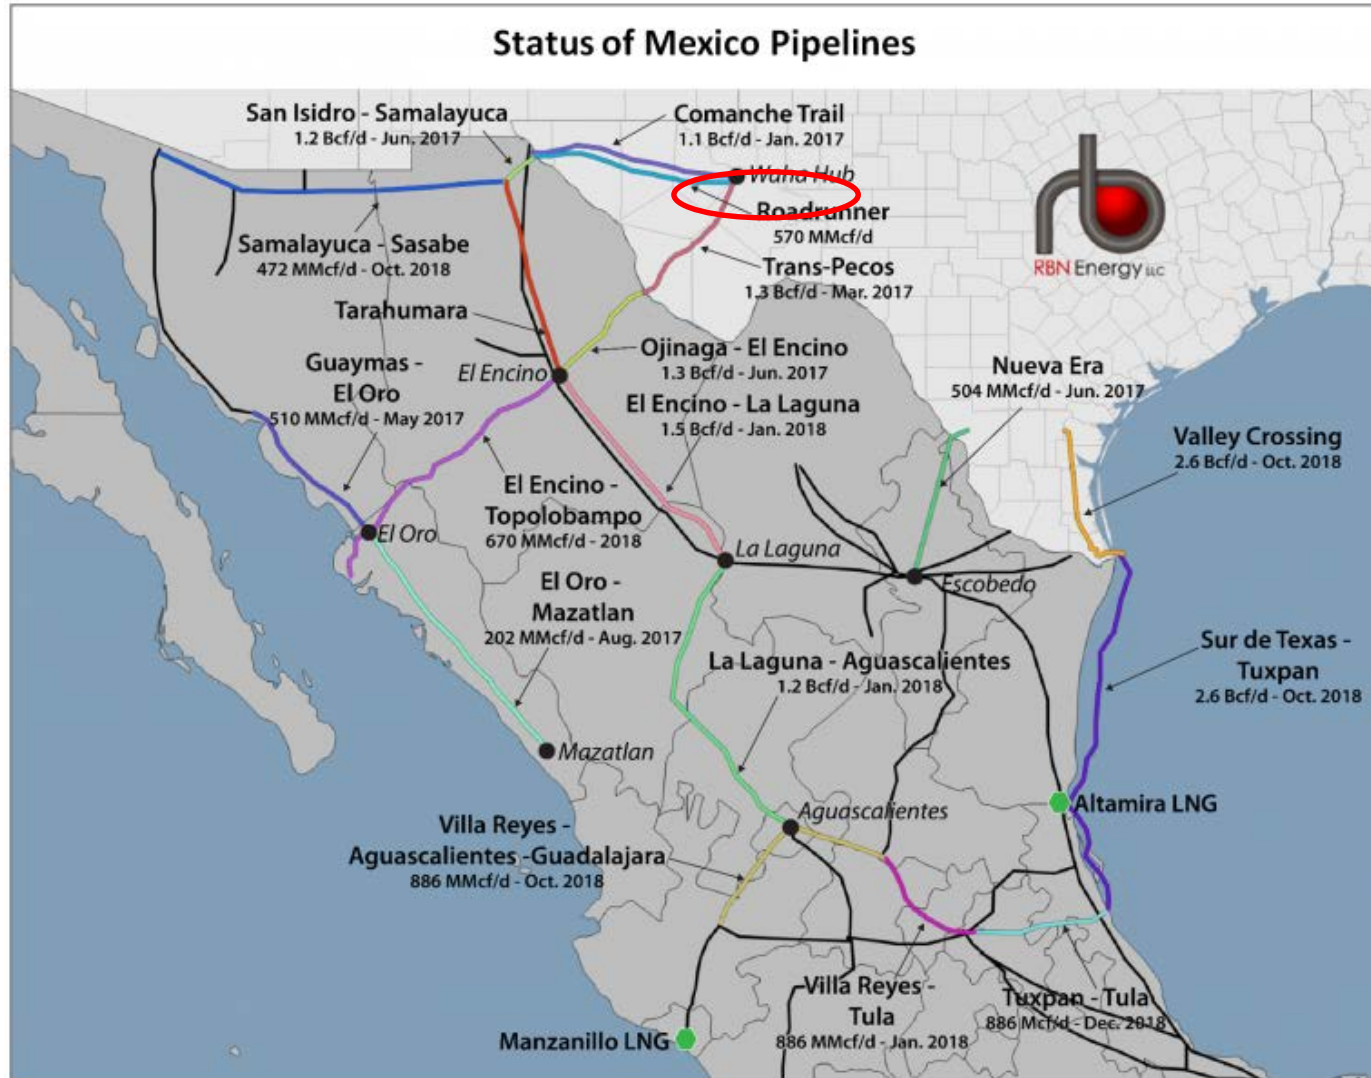 Status of Mexico Pipelines
San Isidro - Samalayuca
1.2 Bcf/d - Jun. 2017
Comanche Trail
1.1 Bcf/d - Jan. 2017
Waha Hub
Roadrunner
570 MMcf/d
RBN Energy LLC
Samalayuca - Sasabe
472 MMcf/d - Oct. 2018
Trans-Pecos
1.3 Bcf/d - Mar. 2017
Tarahumara
Guaymas -
El Oro
510 MMcf/d - May 2017
El Encino
Ojinaga - El Encino
1.3 Bcf/d - Jun. 2017
El Encino - La Laguna
1.5 Bcf/d - Jan. 2018
Nueva Era
504 MMcf/d - Jun. 2017
Valley Crossing
2.6 Bcf/d - Oct. 2018
El Encino -
Topolobampo
670 MMcf/d - 2018
El Oro
La Laguna
Escobedo
El Oro -
Mazatlan
202 MMcf/d - Aug. 2017
Sur de Texas -
Tuxpan
2.6 Bcf/d - Oct. 2018
La Laguna - Aguascalientes
1.2 Bcf/d - Jan. 2018
Mazatlan
Altamira LNG
Aguascalientes
Villa Reyes -
Aguascalientes -Guadalajara
886 MMcf/d - Oct. 2018
Villa Reyes -
Tula
886 MMcf/d - Jan. 2018
Tuxpan - Tula
886 Mcf/d - Dec. 2018
Manzanillo LNG